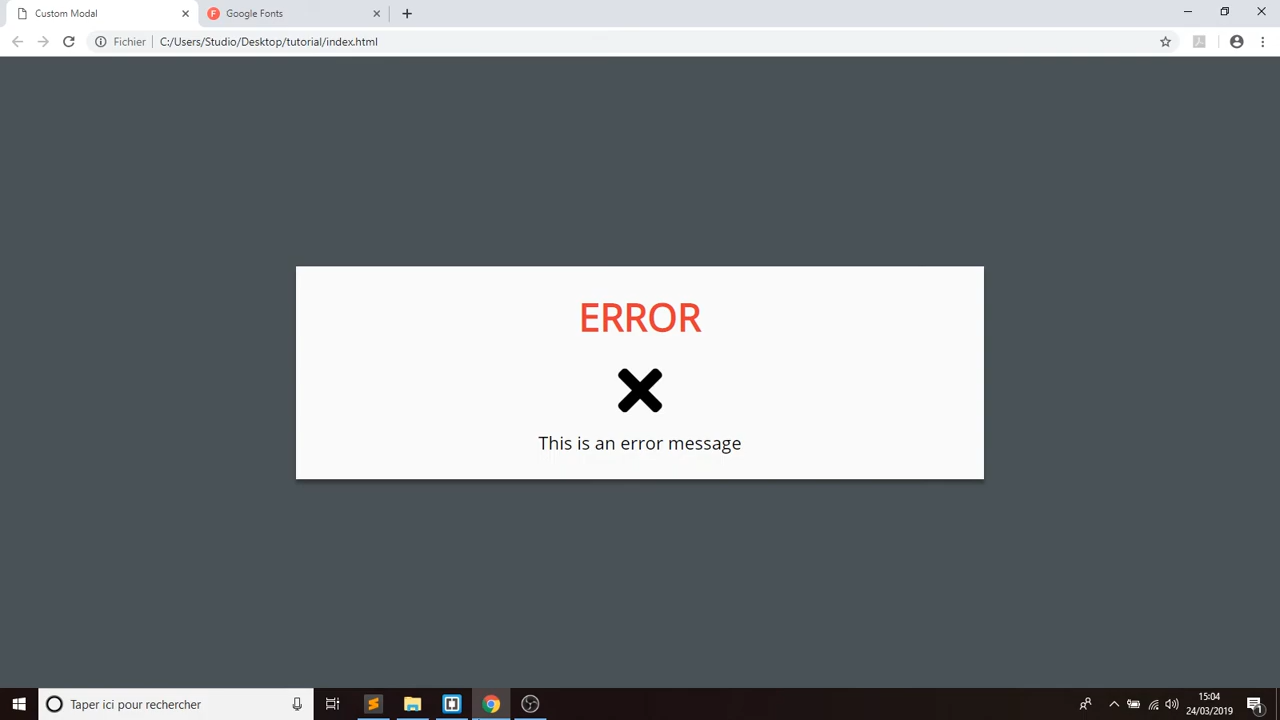 Custom Modal
Google Fonts
Fichier
C:/Users/Studio/Desktop/tutorial/index.html
ERROR
This is an error message
Taper ici pour rechercher
15:04
24/03/2019
1